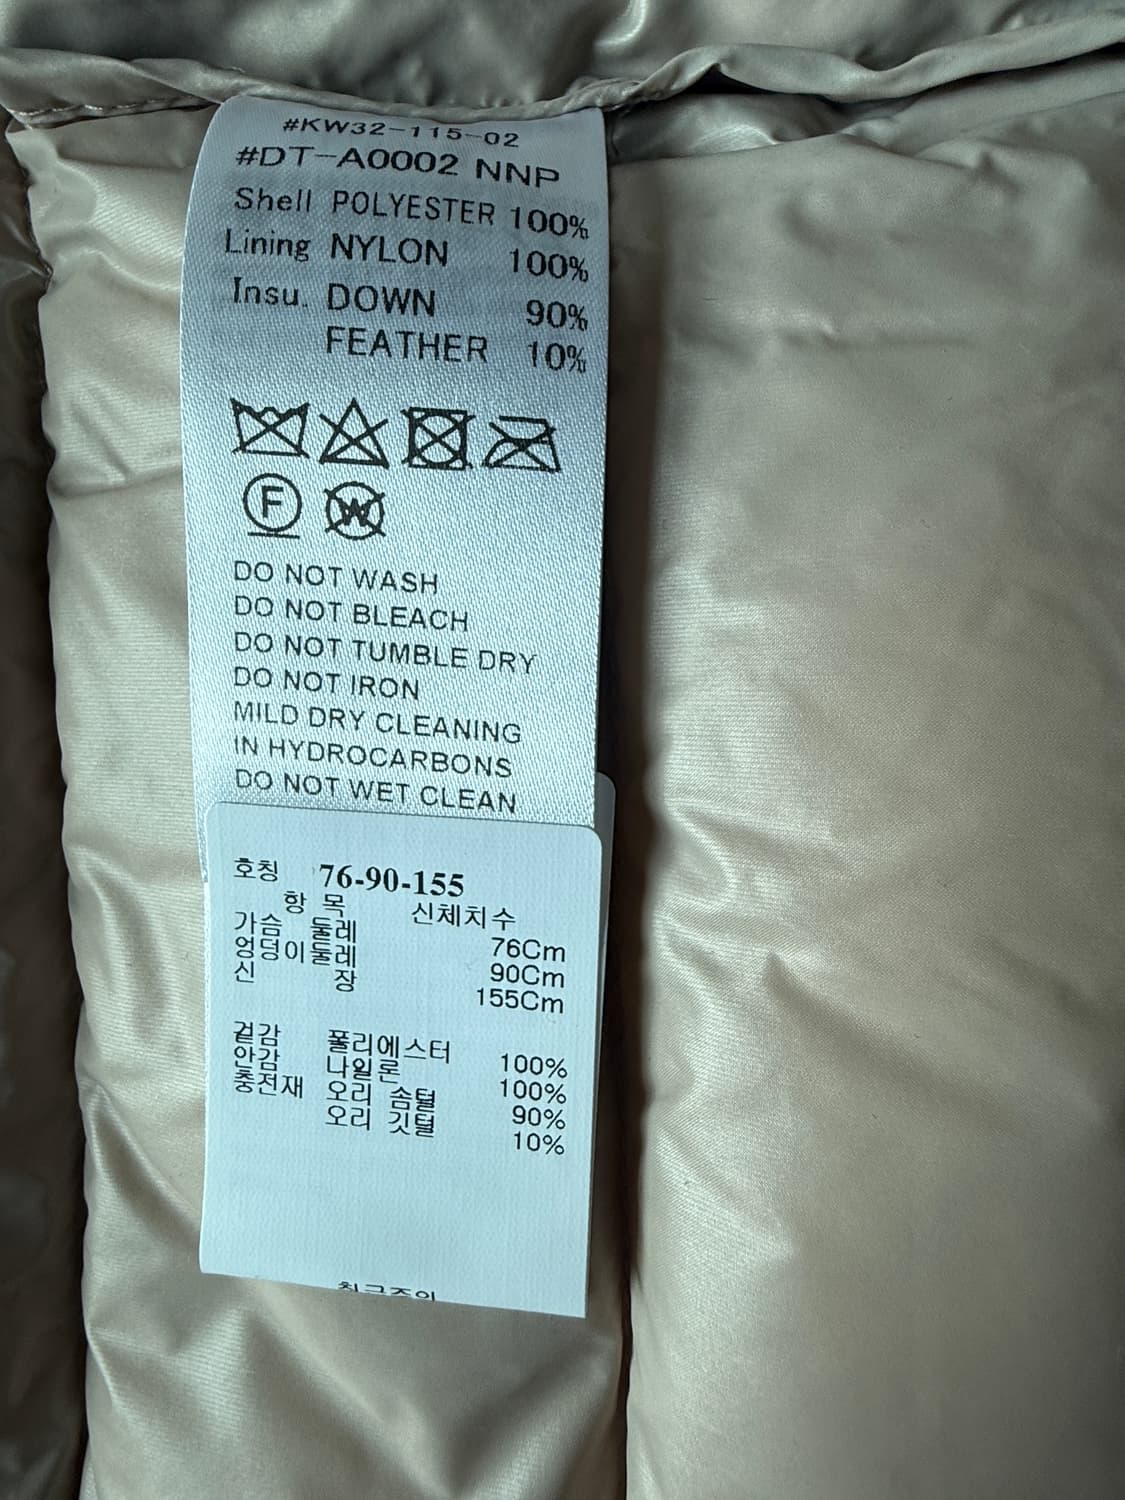 #KW32-115-02
#DT-A0002 NNP
Shell POLYESTER 100%
Lining NYLON 100%
Insu. DOWN 90%
FEATHER 10%
F W
DO NOT WASH
DO NOT BLEACH
DO NOT TUMBLE DRY
DO NOT IRON
MILD DRY CLEANING
IN HYDROCARBONS
DO NOT WET CLEAN
호칭 76-90-155
항 목 신체치수
가슴 둘레 76Cm
엉덩이둘레 90Cm
신 장 155Cm
겉감 폴리에스터 100%
안감 나일론 100%
충전재 오리 솜털 90%
오리 깃털 10%